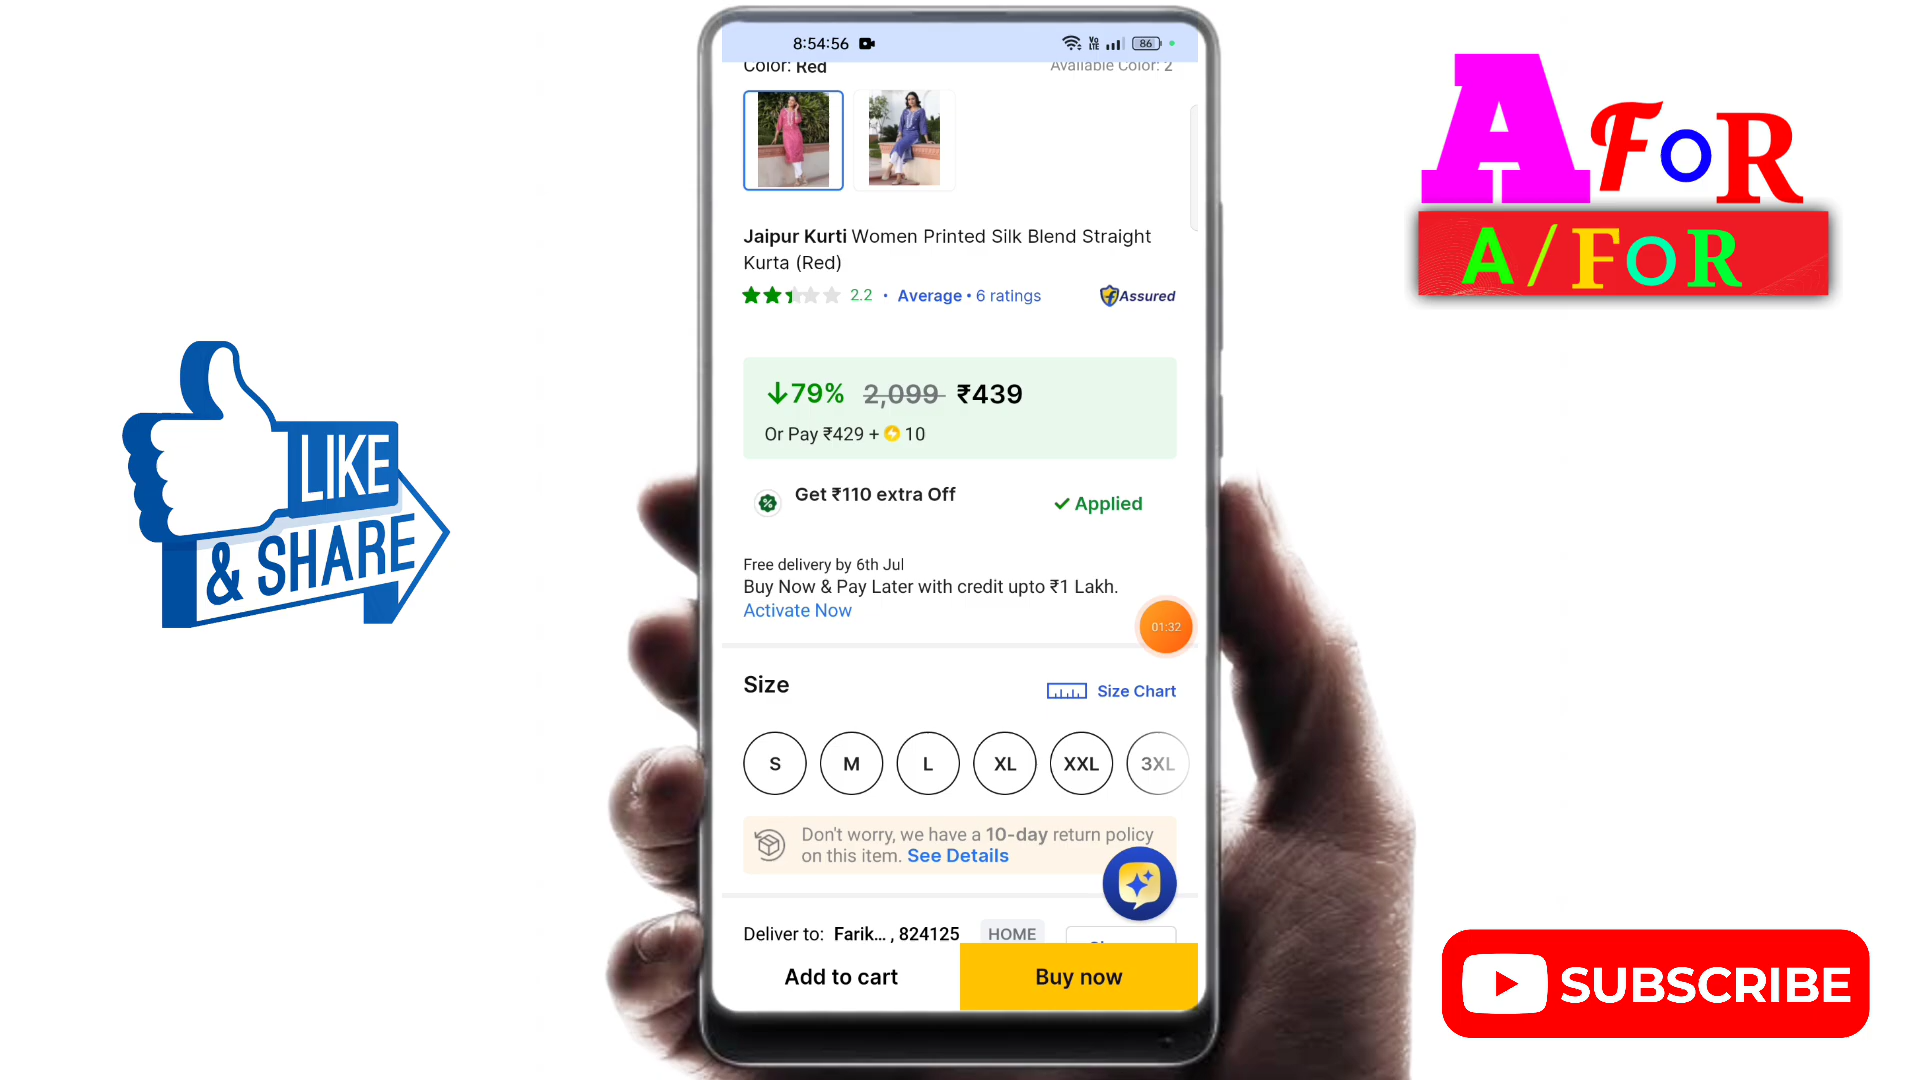 8:54:56
Vo LTE
86
Color: Red
Available Color: 2
Jaipur Kurti Women Printed Silk Blend Straight
Kurta (Red)
2.2 • Average • 6 ratings
Assured
↓79% 2,099 ₹439
Or Pay ₹429 + 10
Get ₹110 extra Off
✓ Applied
Free delivery by 6th Jul
Buy Now & Pay Later with credit upto ₹1 Lakh.
Activate Now
01:32
Size
Size Chart
S M L XL XXL 3XL
Don't worry, we have a 10-day return policy
on this item. See Details
Deliver to: Farik... , 824125 HOME
Add to cart
Buy now
LIKE
& SHARE
A FoR
A/FoR
SUBSCRIBE